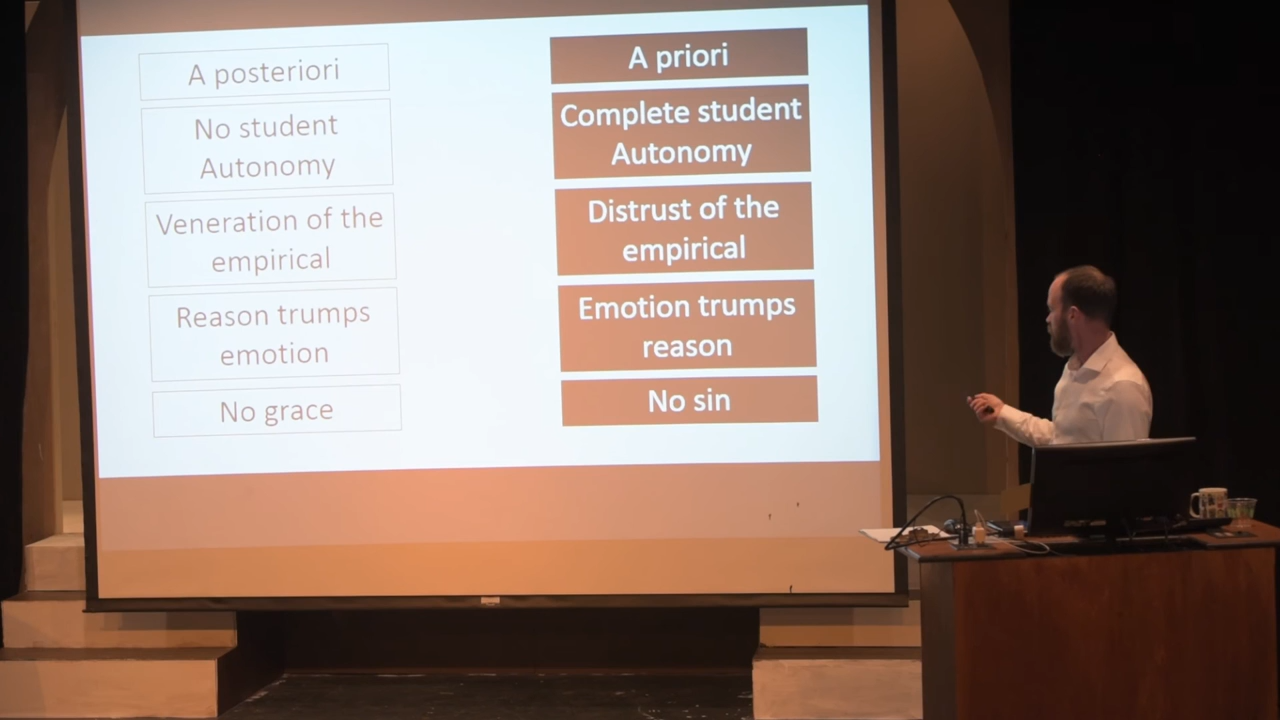 A posteriori
No student
Autonomy
Veneration of the
empirical
Reason trumps
emotion
No grace
A priori
Complete student
Autonomy
Distrust of the
empirical
Emotion trumps
reason
No sin